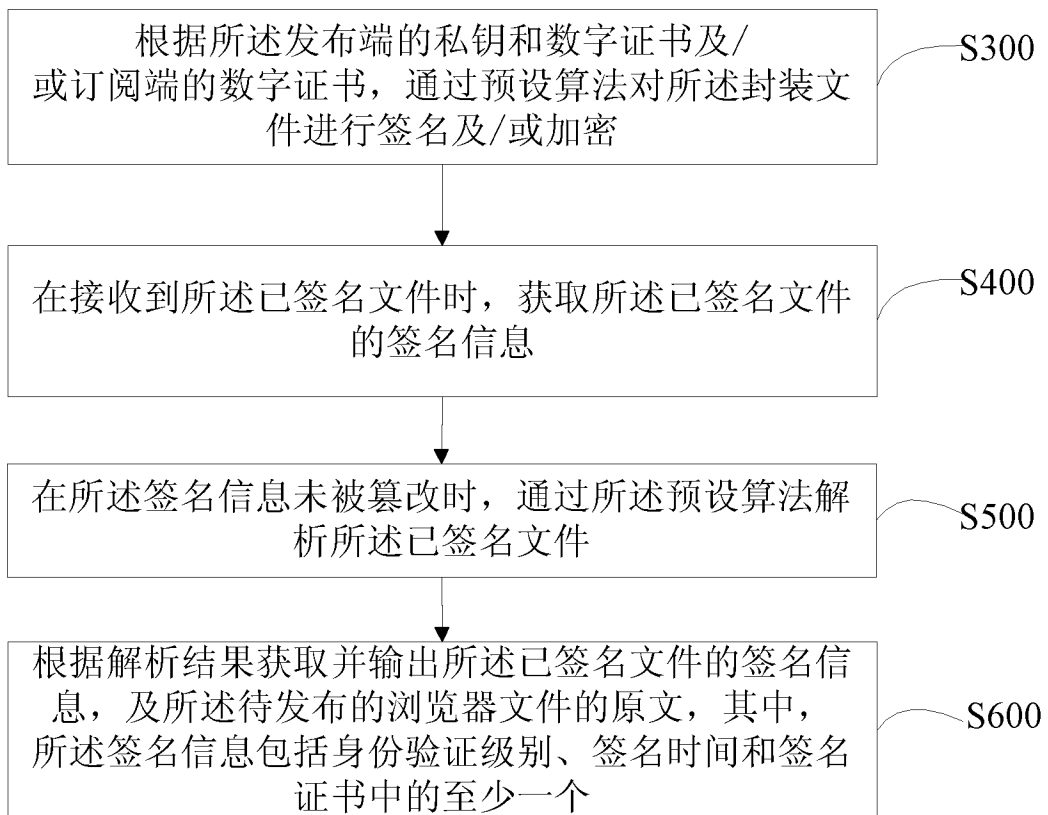 根据所述发布端的私钥和数字证书及/
或订阅端的数字证书，通过预设算法对所述封装文
件进行签名及/或加密
S300
在接收到所述已签名文件时，获取所述已签名文件
的签名信息
S400
在所述签名信息未被篡改时，通过所述预设算法解
析所述已签名文件
S500
根据解析结果获取并输出所述已签名文件的签名信
息，及所述待发布的浏览器文件的原文，其中，
所述签名信息包括身份验证级别、签名时间和签名
证书中的至少一个
S600